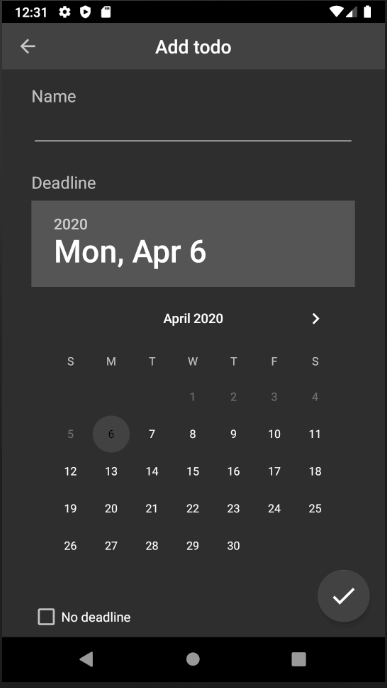 12:31
Add todo
Name
Deadline
2020
Mon, Apr 6
April 2020
S M T W T F S
1 2 3 4
5 6 7 8 9 10 11
12 13 14 15 16 17 18
19 20 21 22 23 24 25
26 27 28 29 30
No deadline